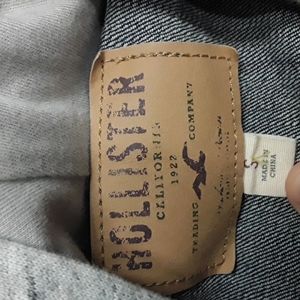 HOLLISTER
CALIFORNIA
1922
TRADING COMPANY
S
MADE IN
CHINA